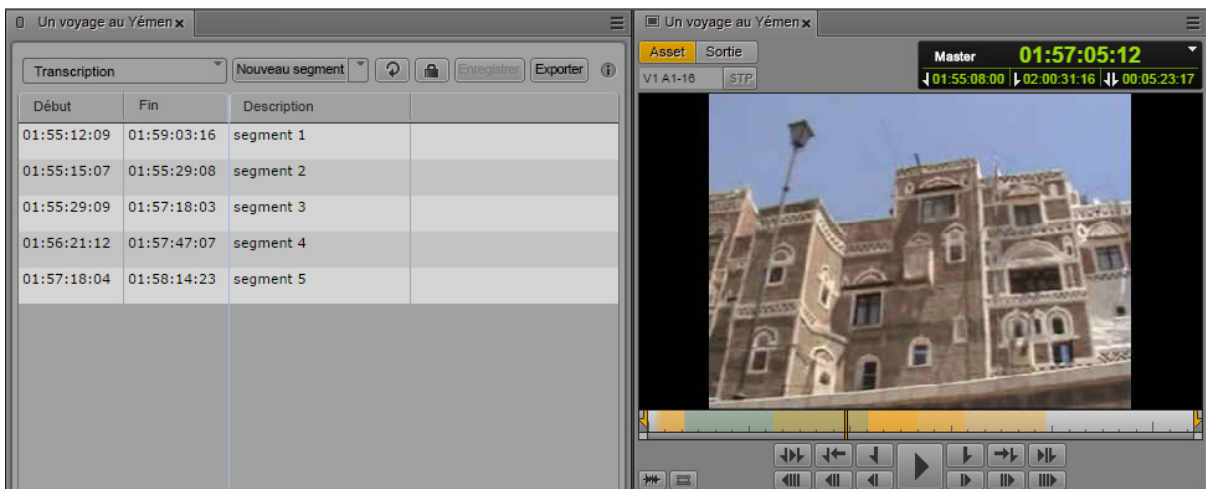 Un voyage au Yémen x
Transcription Nouveau segment Enregistrer Exporter
Début Fin Description
01:55:12:09 01:59:03:16 segment 1
01:55:15:07 01:55:29:08 segment 2
01:55:29:09 01:57:18:03 segment 3
01:56:21:12 01:57:47:07 segment 4
01:57:18:04 01:58:14:23 segment 5
Un voyage au Yémen x
Asset Sortie
Master 01:57:05:12
V1 A1-16 STP
01:55:08:00 02:00:31:16 00:05:23:17